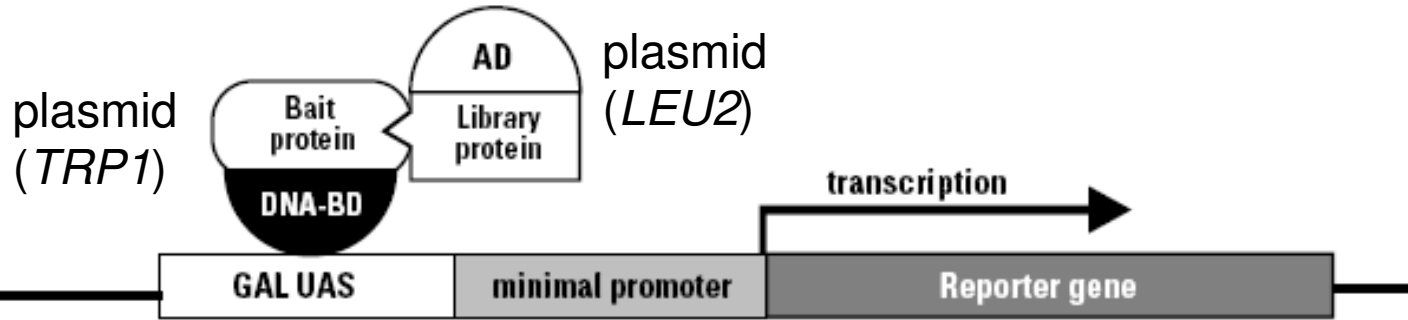 plasmid
(TRP1)
Bait
protein
DNA-BD
AD
Library
protein
plasmid
(LEU2)
transcription
GAL UAS
minimal promoter
Reporter gene